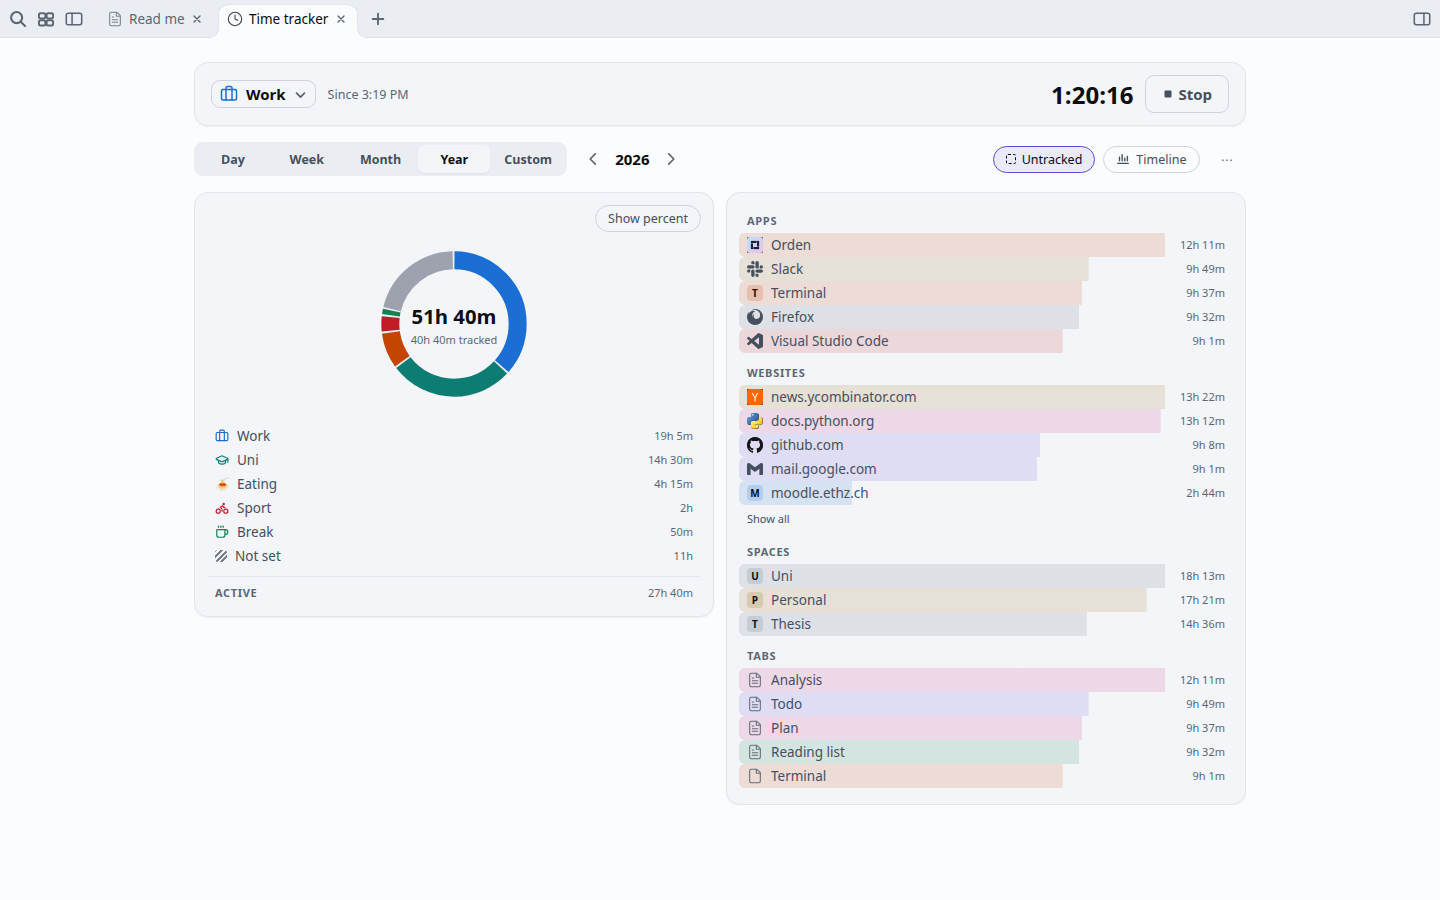 Read me
Time tracker
Work
Since 3:19 PM
1:20:16
Stop
Day
Week
Month
Year
Custom
2026
Untracked
Timeline
...
Show percent
51h 40m
40h 40m tracked
Work 19h 5m
Uni 14h 30m
Eating 4h 15m
Sport 2h
Break 50m
Not set 11h
ACTIVE 27h 40m
APPS
Orden 12h 11m
Slack 9h 49m
T Terminal 9h 37m
Firefox 9h 32m
Visual Studio Code 9h 1m
WEBSITES
Y news.ycombinator.com 13h 22m
docs.python.org 13h 12m
github.com 9h 8m
mail.google.com 9h 1m
M moodle.ethz.ch 2h 44m
Show all
SPACES
U Uni 18h 13m
P Personal 17h 21m
T Thesis 14h 36m
TABS
Analysis 12h 11m
Todo 9h 49m
Plan 9h 37m
Reading list 9h 32m
Terminal 9h 1m